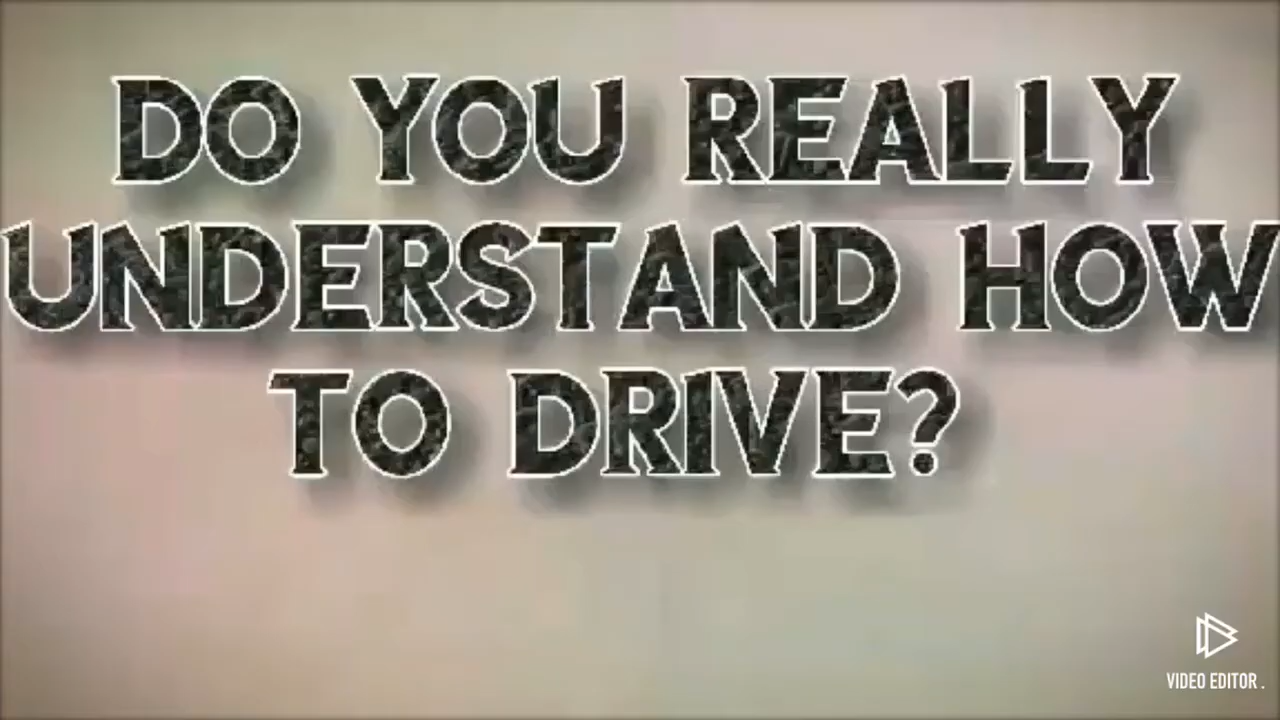 DO YOU REALLY
UNDERSTAND HOW
TO DRIVE?
VIDEO EDITOR .